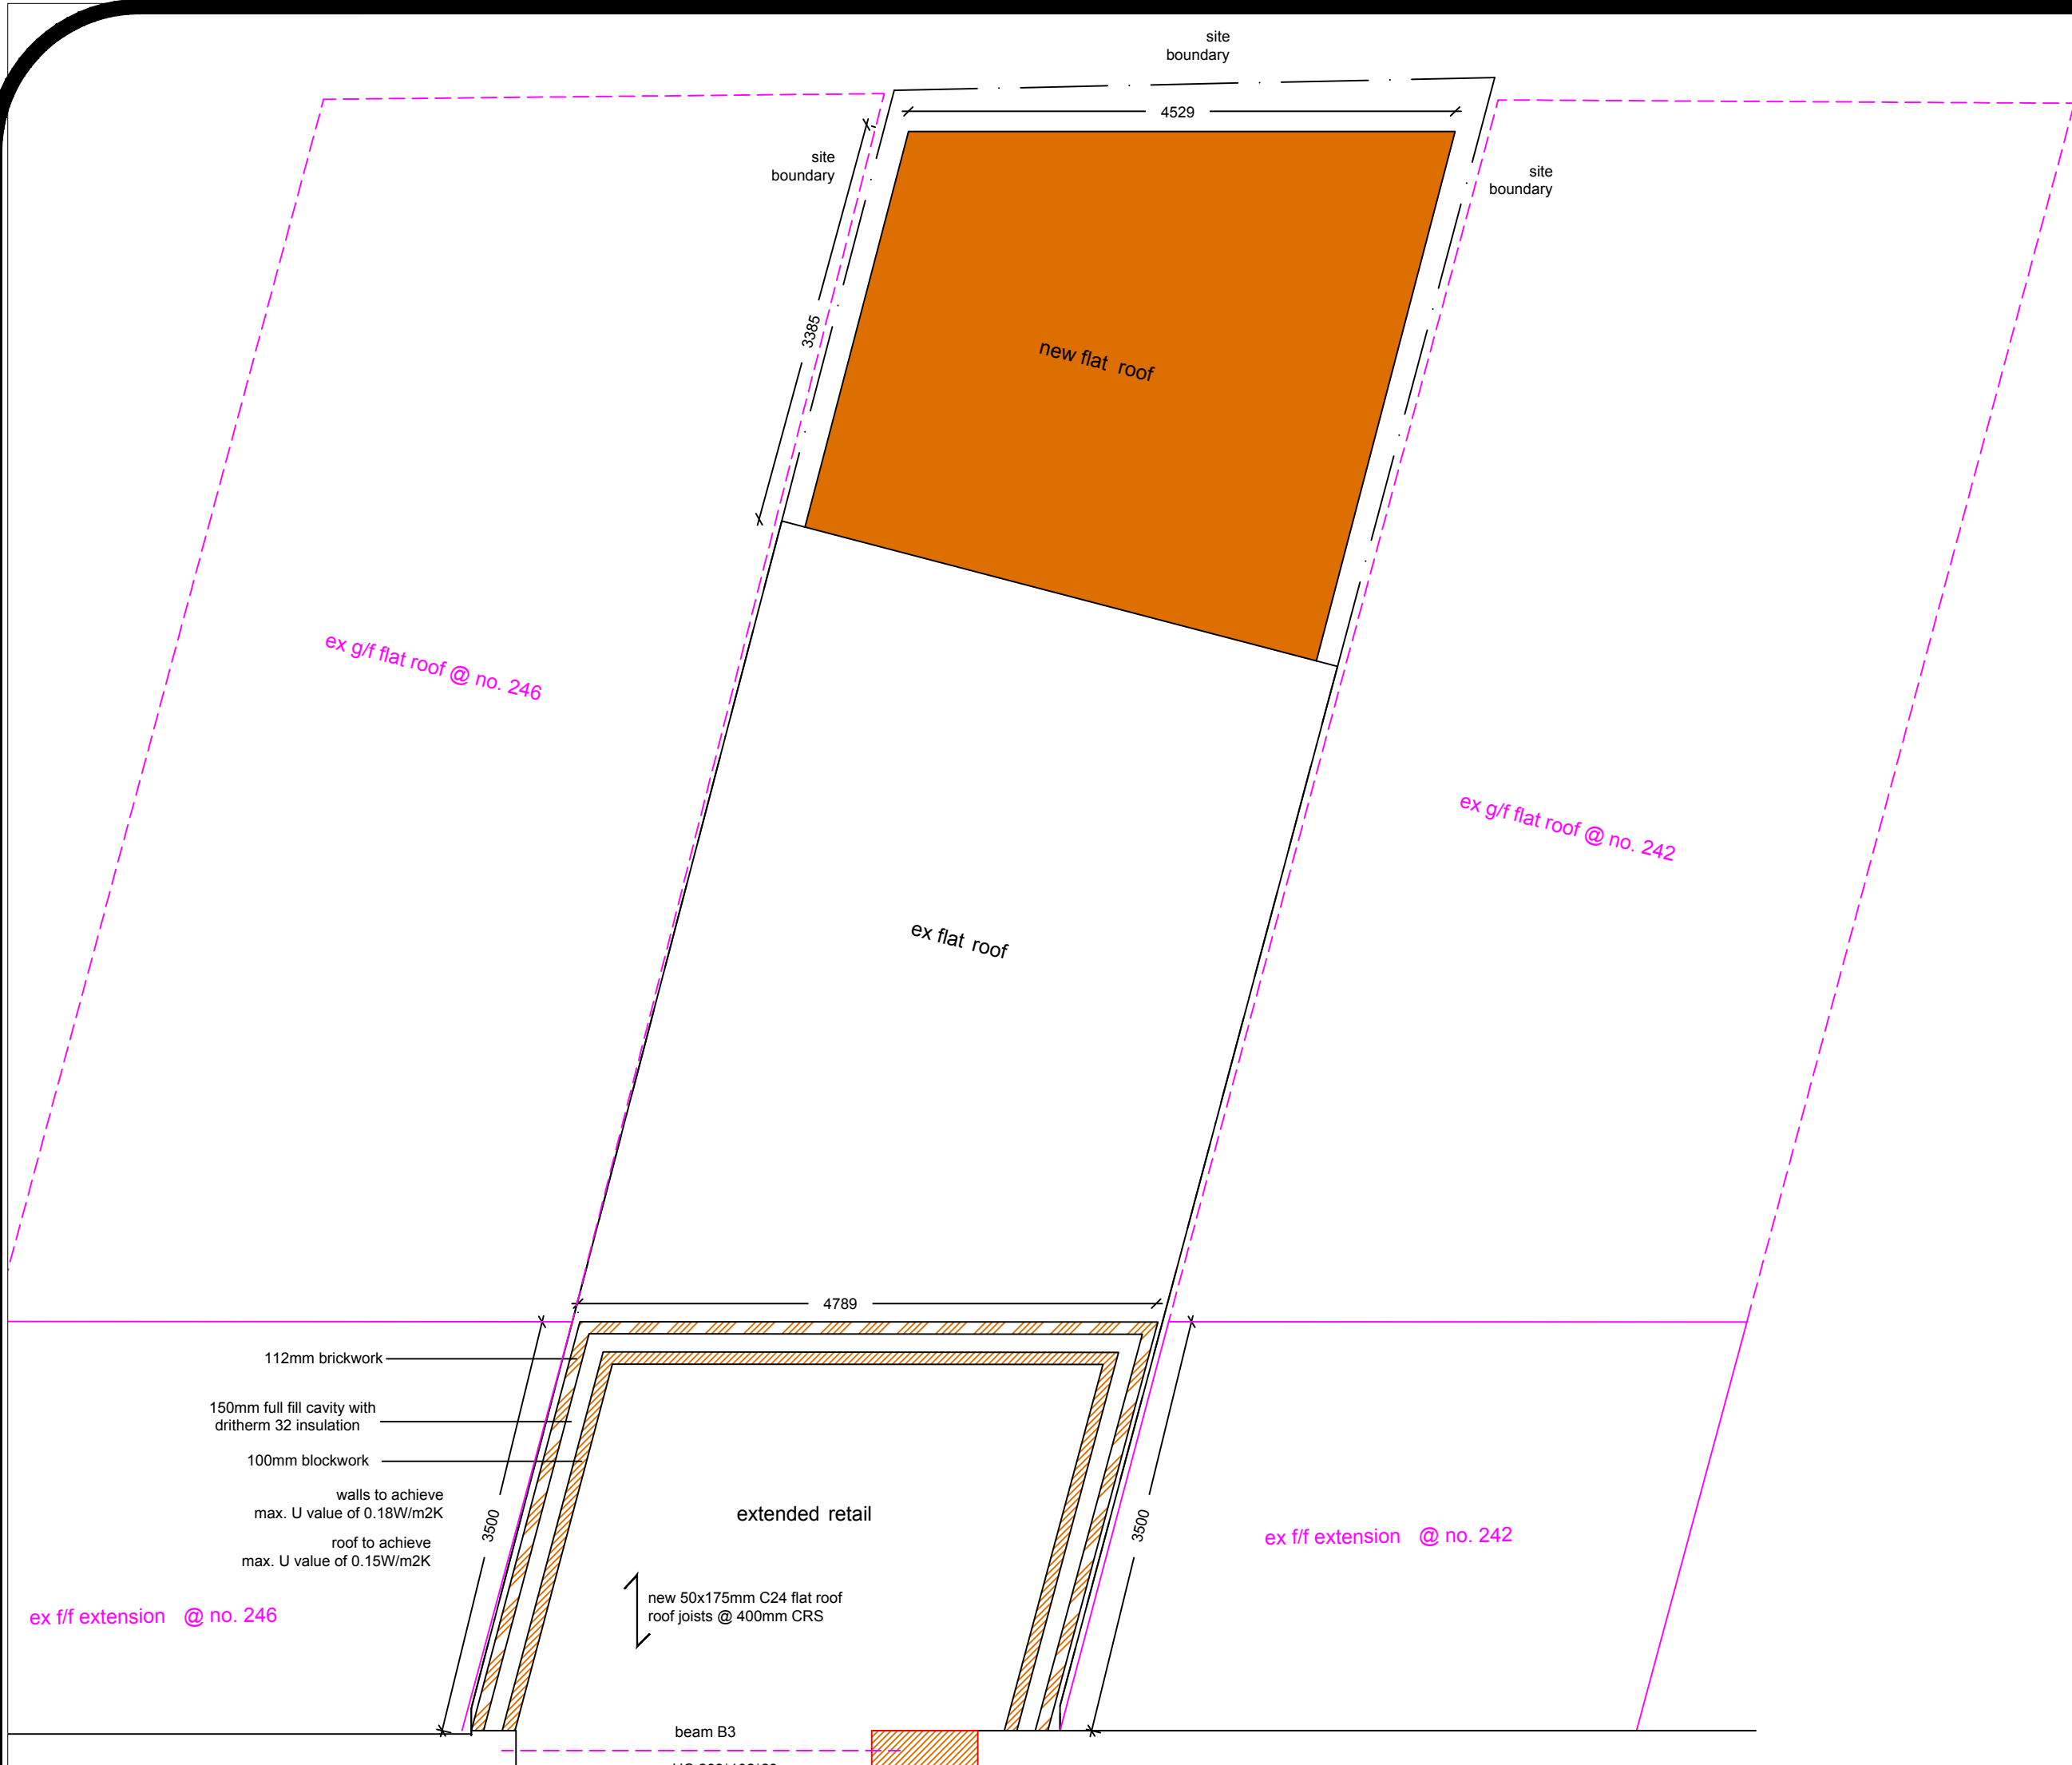 site
boundary
4529
site
boundary
site
boundary
3385
new flat roof
ex g/f flat roof @ no. 246
ex g/f flat roof @ no. 242
ex flat roof
4789
112mm brickwork
150mm full fill cavity with
dritherm 32 insulation
100mm blockwork
walls to achieve
max. U value of 0.18W/m2K
roof to achieve
max. U value of 0.15W/m2K
3500
extended retail
3500
ex f/f extension @ no. 242
new 50x175mm C24 flat roof
roof joists @ 400mm CRS
ex f/f extension @ no. 246
beam B3